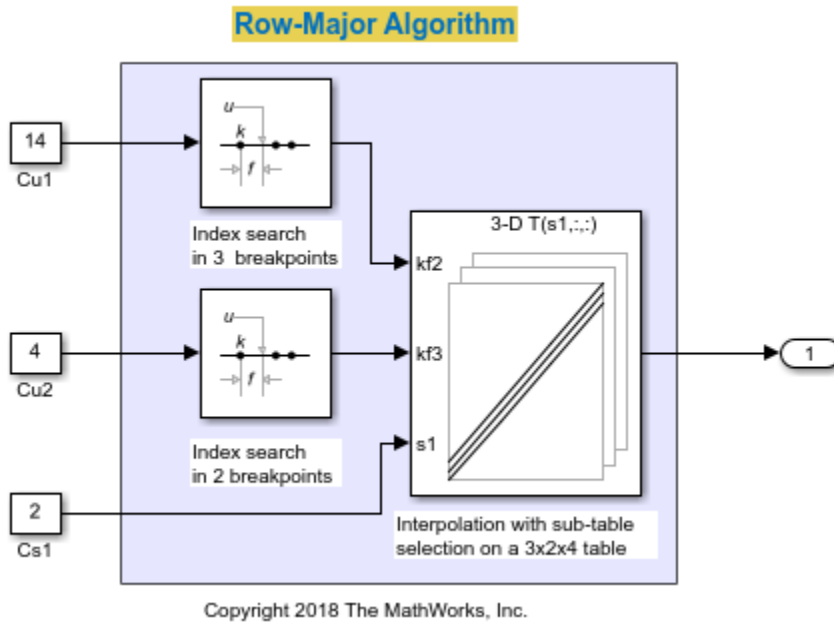 Row-Major Algorithm
14
Cu1
u
k
f
Index search
in 3 breakpoints
3-D T(s1,:,:)
kf2
kf3
s1
4
Cu2
u
k
f
Index search
in 2 breakpoints
1
2
Cs1
Interpolation with sub-table
selection on a 3x2x4 table
Copyright 2018 The MathWorks, Inc.